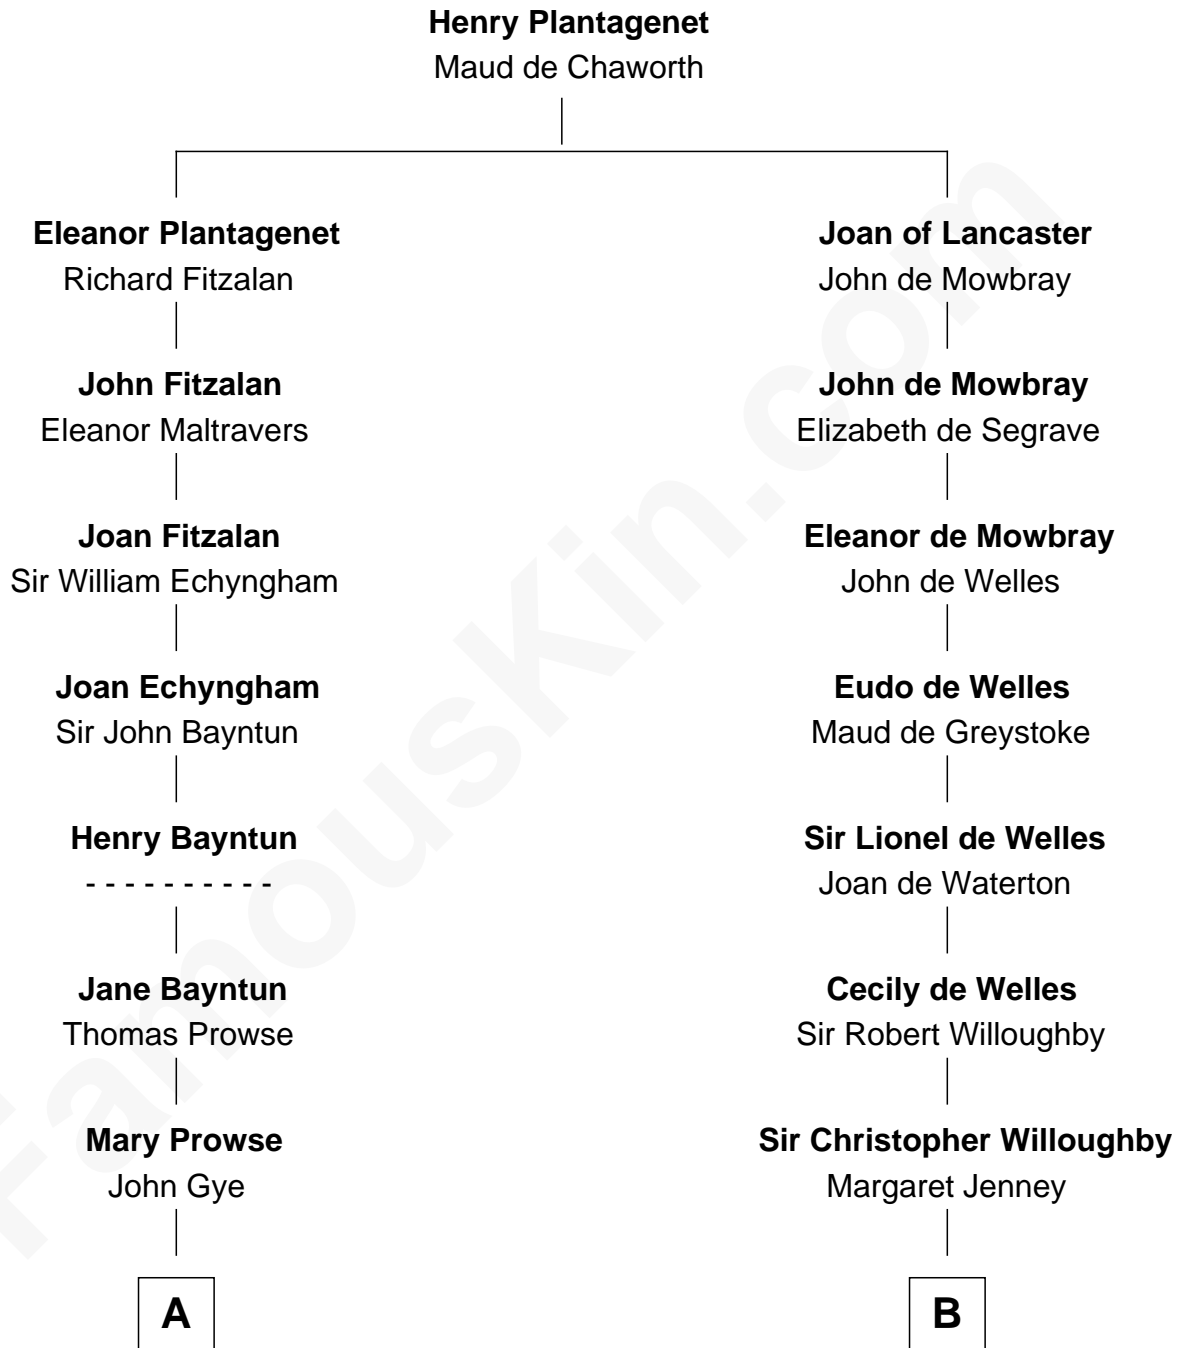 Henry Plantagenet
Maud de Chaworth
Eleanor Plantagenet
Richard Fitzalan
Joan of Lancaster
John de Mowbray
John Fitzalan
Eleanor Maltravers
John de Mowbray
Elizabeth de Segrave
Joan Fitzalan
Sir William Echyngham
Eleanor de Mowbray
John de Welles
Joan Echyngham
Sir John Bayntun
Eudo de Welles
Maud de Greystoke
Henry Bayntun
- - - - - - - - - -
Sir Lionel de Welles
Joan de Waterton
Jane Bayntun
Thomas Prowse
Cecily de Welles
Sir Robert Willoughby
Mary Prowse
John Gye
Sir Christopher Willoughby
Margaret Jenney
A
B
FamousKin.com